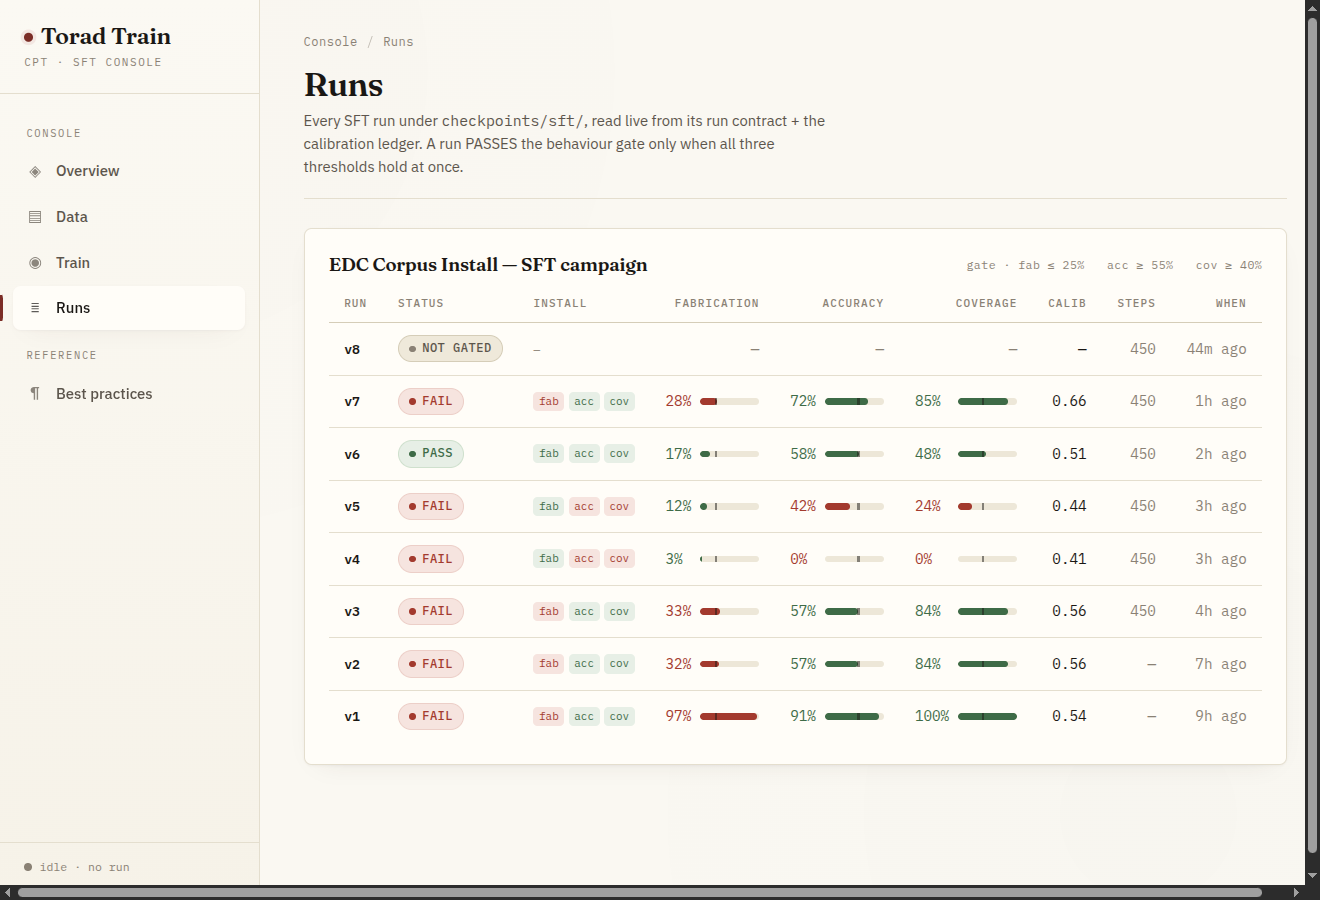 Torad Train
CPT · SFT CONSOLE
CONSOLE
Overview
Data
Train
Runs
REFERENCE
¶ Best practices
idle · no run
Console / Runs
Runs
Every SFT run under checkpoints/sft/, read live from its run contract + the
calibration ledger. A run PASSES the behaviour gate only when all three
thresholds hold at once.
EDC Corpus Install — SFT campaign
gate · fab ≤ 25% acc ≥ 55% cov ≥ 40%
RUN STATUS INSTALL FABRICATION ACCURACY COVERAGE CALIB STEPS WHEN
v8 NOT GATED — — — — — 450 44m ago
v7 FAIL fab acc cov 28% 72% 85% 0.66 450 1h ago
v6 PASS fab acc cov 17% 58% 48% 0.51 450 2h ago
v5 FAIL fab acc cov 12% 42% 24% 0.44 450 3h ago
v4 FAIL fab acc cov 3% 0% 0% 0.41 450 3h ago
v3 FAIL fab acc cov 33% 57% 84% 0.56 450 4h ago
v2 FAIL fab acc cov 32% 57% 84% 0.56 — 7h ago
v1 FAIL fab acc cov 97% 91% 100% 0.54 — 9h ago